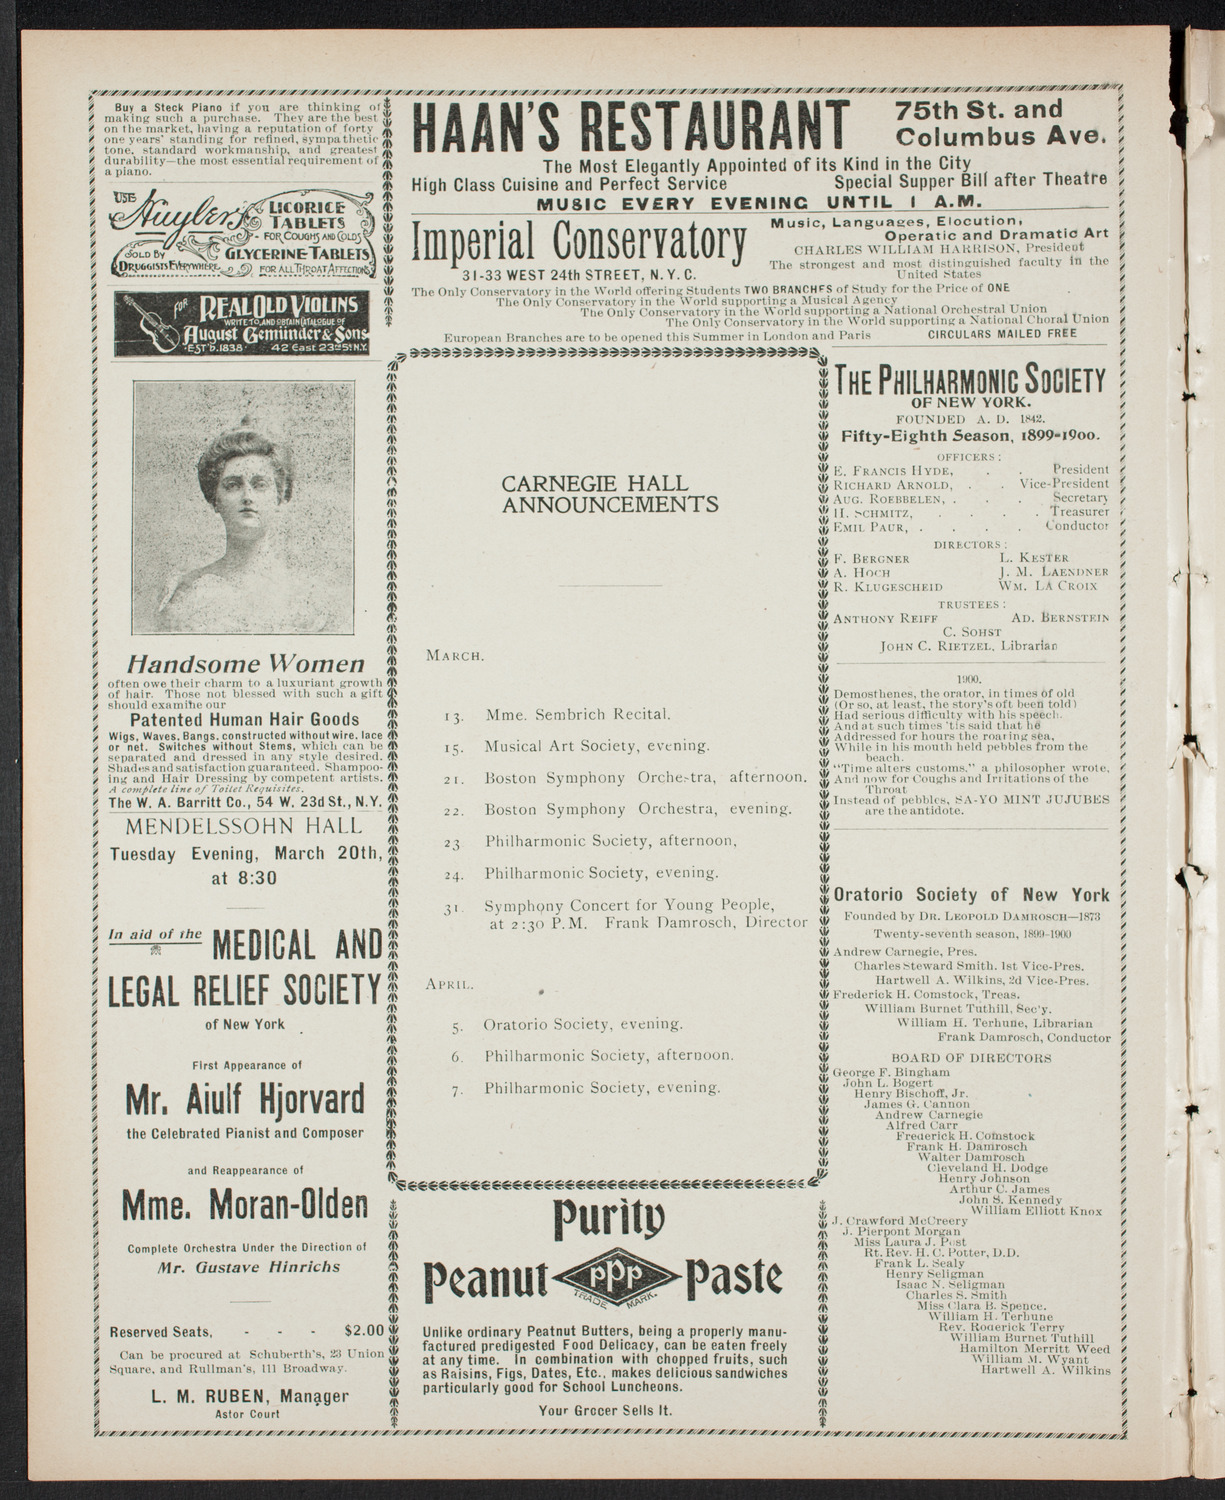 Buy a Steck Piano if you are thinking of
making such a purchase. They are the best
on the market, having a reputation of forty
one years' standing for refined, sympathetic
tone, standard workmanship, and greatest
durability—the most essential requirement of
a piano.
USE
Huyler's
LICORICE
TABLETS
FOR COUGHS AND COLDS
SOLD BY
DRUGGISTS EVERYWHERE
GLYCERINE TABLETS
FOR ALL THROAT AFFECTIONS
FOR
REAL OLD VIOLINS
WRITE TO AND OBTAIN CATALOGUE OF
August Gemünder & Sons
EST'D. 1838. 42 East 23rd St. N.Y.
Handsome Women
often owe their charm to a luxuriant growth
of hair. Those not blessed with such a gift
should examine our
Patented Human Hair Goods
Wigs, Waves, Bangs, constructed without wire, lace
or net. Switches without Stems, which can be
separated and dressed in any style desired.
Shades and satisfaction guaranteed. Shampoo-
ing and Hair Dressing by competent artists.
A complete line of Toilet Requisites.
The W. A. Barritt Co., 54 W. 23d St., N.Y.
MENDELSSOHN HALL
Tuesday Evening, March 20th,
at 8:30
In aid of the MEDICAL AND
LEGAL RELIEF SOCIETY
of New York
First Appearance of
Mr. Aiulf Hjorvard
the Celebrated Pianist and Composer
and Reappearance of
Mme. Moran-Olden
Complete Orchestra Under the Direction of
Mr. Gustave Hinrichs
Reserved Seats, - - - $2.00
Can be procured at Schuberth's, 23 Union
Square, and Rullman's, 111 Broadway.
L. M. RUBEN, Manager
Astor Court
HAAN'S RESTAURANT
75th St. and
Columbus Ave.
The Most Elegantly Appointed of its Kind in the City
High Class Cuisine and Perfect Service Special Supper Bill after Theatre
MUSIC EVERY EVENING UNTIL 1 A.M.
Imperial Conservatory
31-33 WEST 24th STREET, N.Y.C.
Music, Languages, Elocution,
Operatic and Dramatic Art
CHARLES WILLIAM HARRISON, President
The strongest and most distinguished faculty in the
United States
The Only Conservatory in the World offering Students TWO BRANCHES of Study for the Price of ONE
The Only Conservatory in the World supporting a Musical Agency
The Only Conservatory in the World supporting a National Orchestral Union
The Only Conservatory in the World supporting a National Choral Union
European Branches are to be opened this Summer in London and Paris CIRCULARS MAILED FREE
CARNEGIE HALL
ANNOUNCEMENTS
MARCH.
13. Mme. Sembrich Recital.
15. Musical Art Society, evening.
21. Boston Symphony Orchestra, afternoon.
22. Boston Symphony Orchestra, evening.
23 Philharmonic Society, afternoon,
24. Philharmonic Society, evening.
31. Symphony Concert for Young People,
at 2:30 P.M. Frank Damrosch, Director
APRIL.
5. Oratorio Society, evening.
6. Philharmonic Society, afternoon.
7. Philharmonic Society, evening.
Purity
Peanut PPP Paste
TRADE MARK.
Unlike ordinary Peatnut Butters, being a properly manu-
factured predigested Food Delicacy, can be eaten freely
at any time. In combination with chopped fruits, such
as Raisins, Figs, Dates, Etc., makes delicious sandwiches
particularly good for School Luncheons.
Your Grocer Sells It.
THE PHILHARMONIC SOCIETY
OF NEW YORK.
FOUNDED A. D. 1842.
Fifty-Eighth Season, 1899-1900.
OFFICERS:
E. FRANCIS HYDE, . . President
RICHARD ARNOLD, . . Vice-President
AUG. ROEBBELEN, . . . Secretary
H. SCHMITZ, . . . . Treasurer
EMIL PAUR, . . . . Conductor
DIRECTORS:
F. BERGNER L. KESTER
A. HOCH J. M. LAENDNER
R. KLUGESCHEID WM. LA CROIX
TRUSTEES:
ANTHONY REIFF AD. BERNSTEIN
C. SOHST
JOHN C. RIETZEL, Librarian
1900.
Demosthenes, the orator, in times of old
(Or so, at least, the story's oft been told)
Had serious difficulty with his speech.
And at such times 'tis said that he
Addressed for hours the roaring sea,
While in his mouth held pebbles from the
beach.
"Time alters customs," a philosopher wrote,
And now for Coughs and Irritations of the
Throat
Instead of pebbles, SA-YO MINT JUJUBES
are the antidote.
Oratorio Society of New York
Founded by DR. LEOPOLD DAMROSCH—1873
Twenty-seventh season, 1899-1900
Andrew Carnegie, Pres.
Charles Steward Smith, 1st Vice-Pres.
Hartwell A. Wilkins, 2d Vice-Pres.
Frederick H. Comstock, Treas.
William Burnet Tuthill, Sec'y.
William H. Terhune, Librarian
Frank Damrosch, Conductor
BOARD OF DIRECTORS
George F. Bingham
John L. Bogert
Henry Bischoff, Jr.
James G. Cannon
Andrew Carnegie
Alfred Carr
Frederick H. Comstock
Frank H. Damrosch
Walter Damrosch
Cleveland H. Dodge
Henry Johnson
Arthur C. James
John S. Kennedy
William Elliott Knox
J. Crawford McCreery
J. Pierpont Morgan
Miss Laura J. Post
Rt. Rev. H. C. Potter, D.D.
Frank L. Sealy
Henry Seligman
Isaac N. Seligman
Charles S. Smith
Miss Clara B. Spence.
William H. Terhune
Rev. Roderick Terry
William Burnet Tuthill
Hamilton Merritt Weed
William M. Wyant
Hartwell A. Wilkins